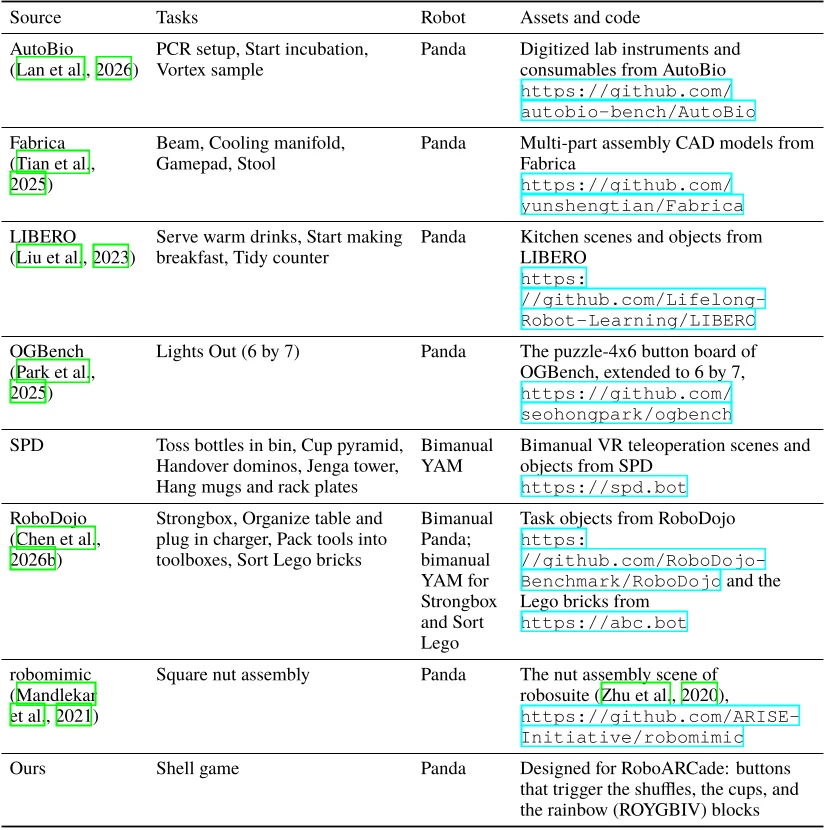 Source Tasks Robot Assets and code
AutoBio
(Lan et al., 2026)
PCR setup, Start incubation,
Vortex sample
Panda
Digitized lab instruments and
consumables from AutoBio
https://github.com/
autobio-bench/AutoBio
Fabrica
(Tian et al.,
2025)
Beam, Cooling manifold,
Gamepad, Stool
Panda
Multi-part assembly CAD models from
Fabrica
https://github.com/
yunshengtian/Fabrica
LIBERO
(Liu et al., 2023)
Serve warm drinks, Start making
breakfast, Tidy counter
Panda
Kitchen scenes and objects from
LIBERO
https:
//github.com/Lifelong-
Robot-Learning/LIBERO
OGBench
(Park et al.,
2025)
Lights Out (6 by 7)
Panda
The puzzle-4x6 button board of
OGBench, extended to 6 by 7,
https://github.com/
seohongpark/ogbench
SPD
Toss bottles in bin, Cup pyramid,
Handover dominos, Jenga tower,
Hang mugs and rack plates
Bimanual
YAM
Bimanual VR teleoperation scenes and
objects from SPD
https://spd.bot
RoboDojo
(Chen et al.,
2026b)
Strongbox, Organize table and
plug in charger, Pack tools into
toolboxes, Sort Lego bricks
Bimanual
Panda;
bimanual
YAM for
Strongbox
and Sort
Lego
Task objects from RoboDojo
https:
//github.com/RoboDojo-
Benchmark/RoboDojo and the
Lego bricks from
https://abc.bot
robomimic
(Mandlekar
et al., 2021)
Square nut assembly
Panda
The nut assembly scene of
robosuite (Zhu et al., 2020),
https://github.com/ARISE-
Initiative/robomimic
Ours
Shell game
Panda
Designed for RoboARCade: buttons
that trigger the shuffles, the cups, and
the rainbow (ROYGBIV) blocks